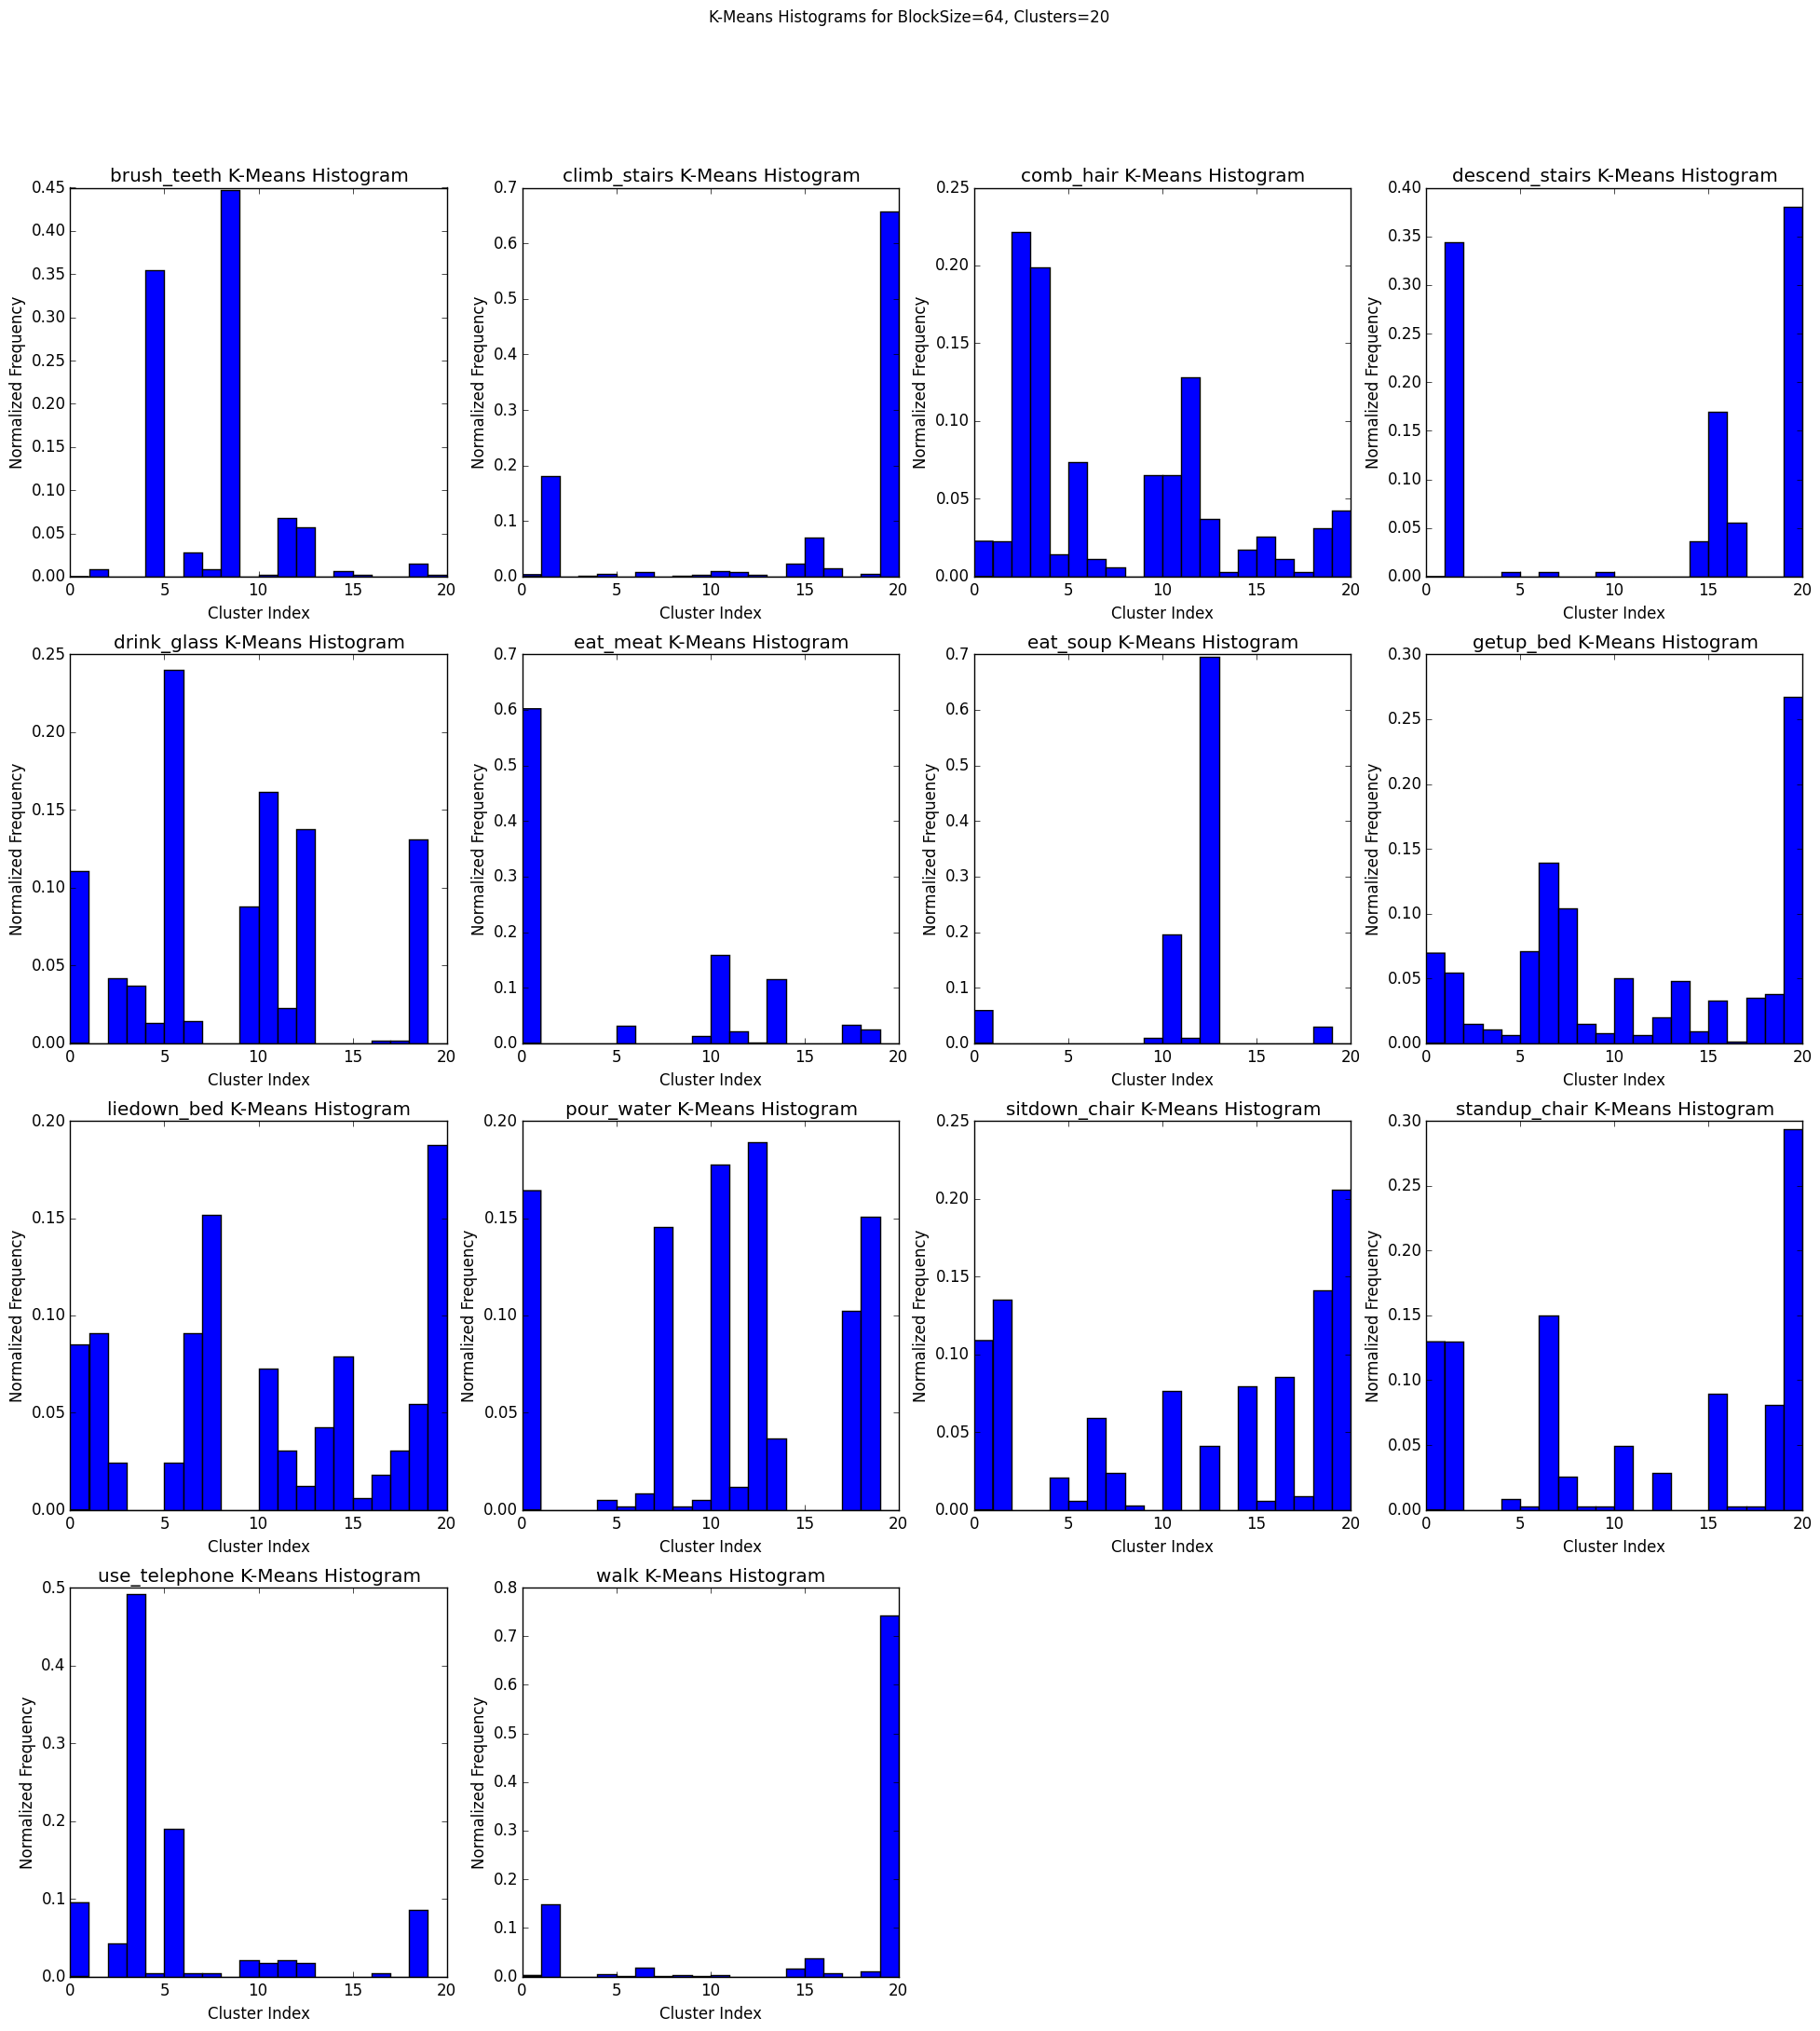 K-Means Histograms for BlockSize=64, Clusters=20
brush_teeth K-Means Histogram
0.45
0.40
0.35
0.30
0.25
0.20
0.15
0.10
0.05
0.00
Normalized Frequency
0 5 10 15 20
Cluster Index
climb_stairs K-Means Histogram
0.7
0.6
0.5
0.4
0.3
0.2
0.1
0.0
Normalized Frequency
0 5 10 15 20
Cluster Index
comb_hair K-Means Histogram
0.25
0.20
0.15
0.10
0.05
0.00
Normalized Frequency
0 5 10 15 20
Cluster Index
descend_stairs K-Means Histogram
0.40
0.35
0.30
0.25
0.20
0.15
0.10
0.05
0.00
Normalized Frequency
0 5 10 15 20
Cluster Index
drink_glass K-Means Histogram
0.25
0.20
0.15
0.10
0.05
0.00
Normalized Frequency
0 5 10 15 20
Cluster Index
eat_meat K-Means Histogram
0.7
0.6
0.5
0.4
0.3
0.2
0.1
0.0
Normalized Frequency
0 5 10 15 20
Cluster Index
eat_soup K-Means Histogram
0.7
0.6
0.5
0.4
0.3
0.2
0.1
0.0
Normalized Frequency
0 5 10 15 20
Cluster Index
getup_bed K-Means Histogram
0.30
0.25
0.20
0.15
0.10
0.05
0.00
Normalized Frequency
0 5 10 15 20
Cluster Index
liedown_bed K-Means Histogram
0.20
0.15
0.10
0.05
0.00
Normalized Frequency
0 5 10 15 20
Cluster Index
pour_water K-Means Histogram
0.20
0.15
0.10
0.05
0.00
Normalized Frequency
0 5 10 15 20
Cluster Index
sitdown_chair K-Means Histogram
0.25
0.20
0.15
0.10
0.05
0.00
Normalized Frequency
0 5 10 15 20
Cluster Index
standup_chair K-Means Histogram
0.30
0.25
0.20
0.15
0.10
0.05
0.00
Normalized Frequency
0 5 10 15 20
Cluster Index
use_telephone K-Means Histogram
0.5
0.4
0.3
0.2
0.1
0.0
Normalized Frequency
0 5 10 15 20
Cluster Index
walk K-Means Histogram
0.8
0.7
0.6
0.5
0.4
0.3
0.2
0.1
0.0
Normalized Frequency
0 5 10 15 20
Cluster Index